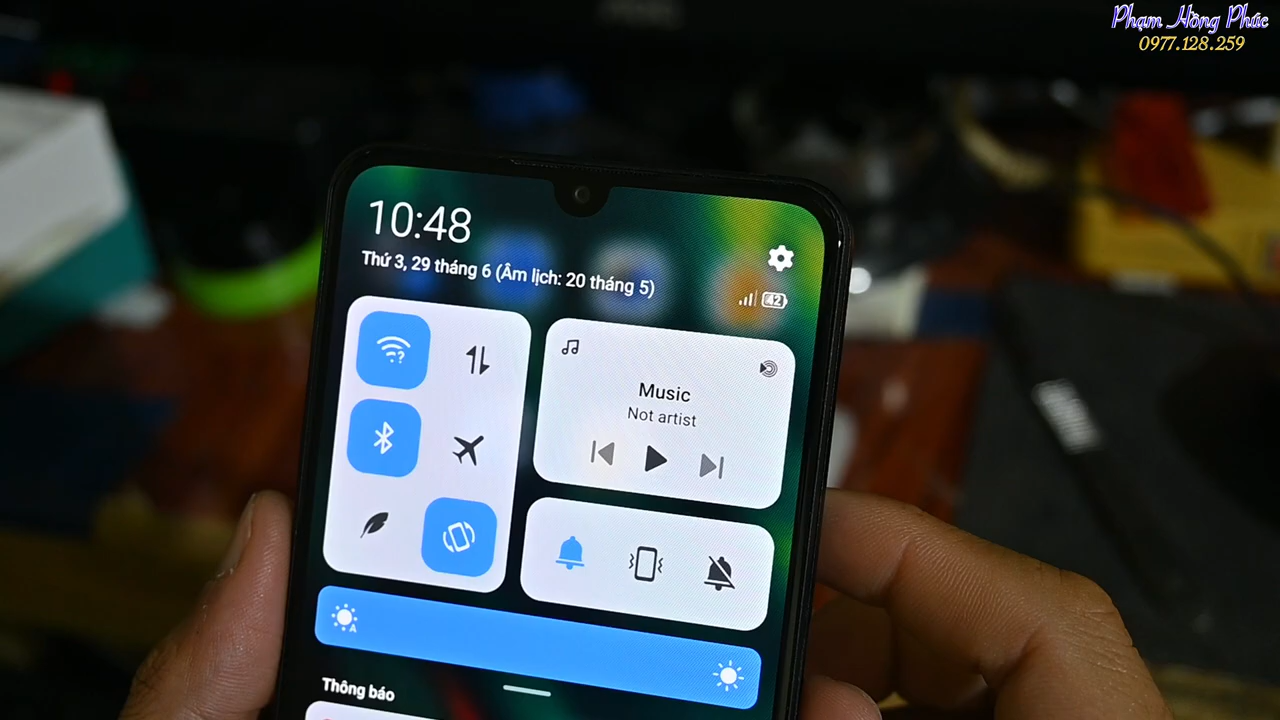 Phạm Hồng Phúc
0977.128.259
10:48
Thứ 3, 29 tháng 6 (Âm lịch: 20 tháng 5)
42
Music
Not artist
A
Thông báo